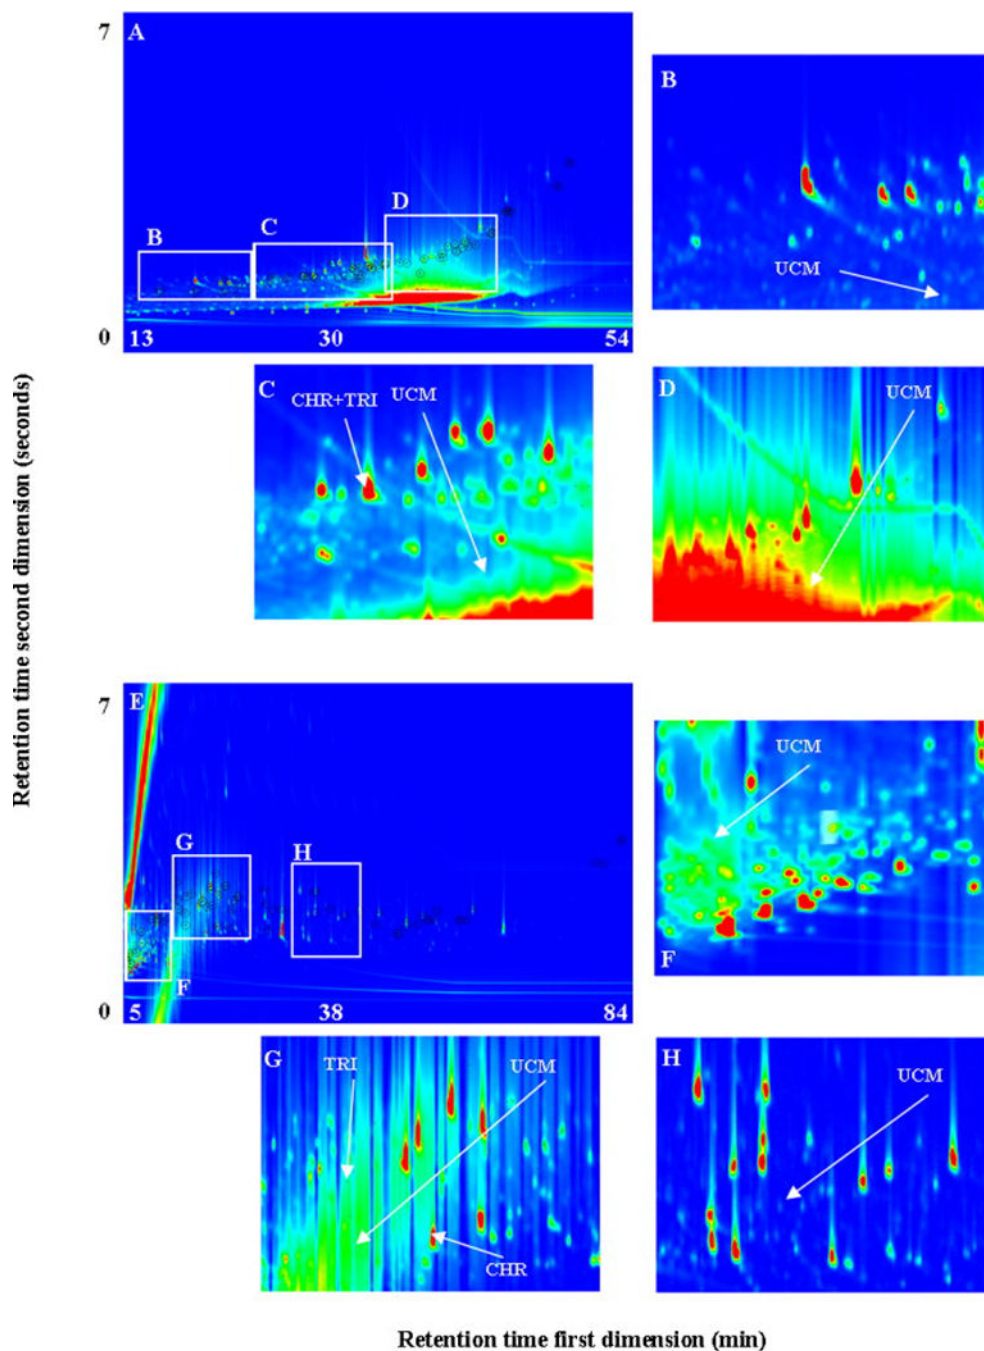 7
A
B
B
C
D
UCM
0
13 30 54
C
CHR+TRI
UCM
D
UCM
Retention time second dimension (seconds)
7
E
UCM
G
H
F
F
0
5 38 84
G
TRI
UCM
H
UCM
CHR
Retention time first dimension (min)